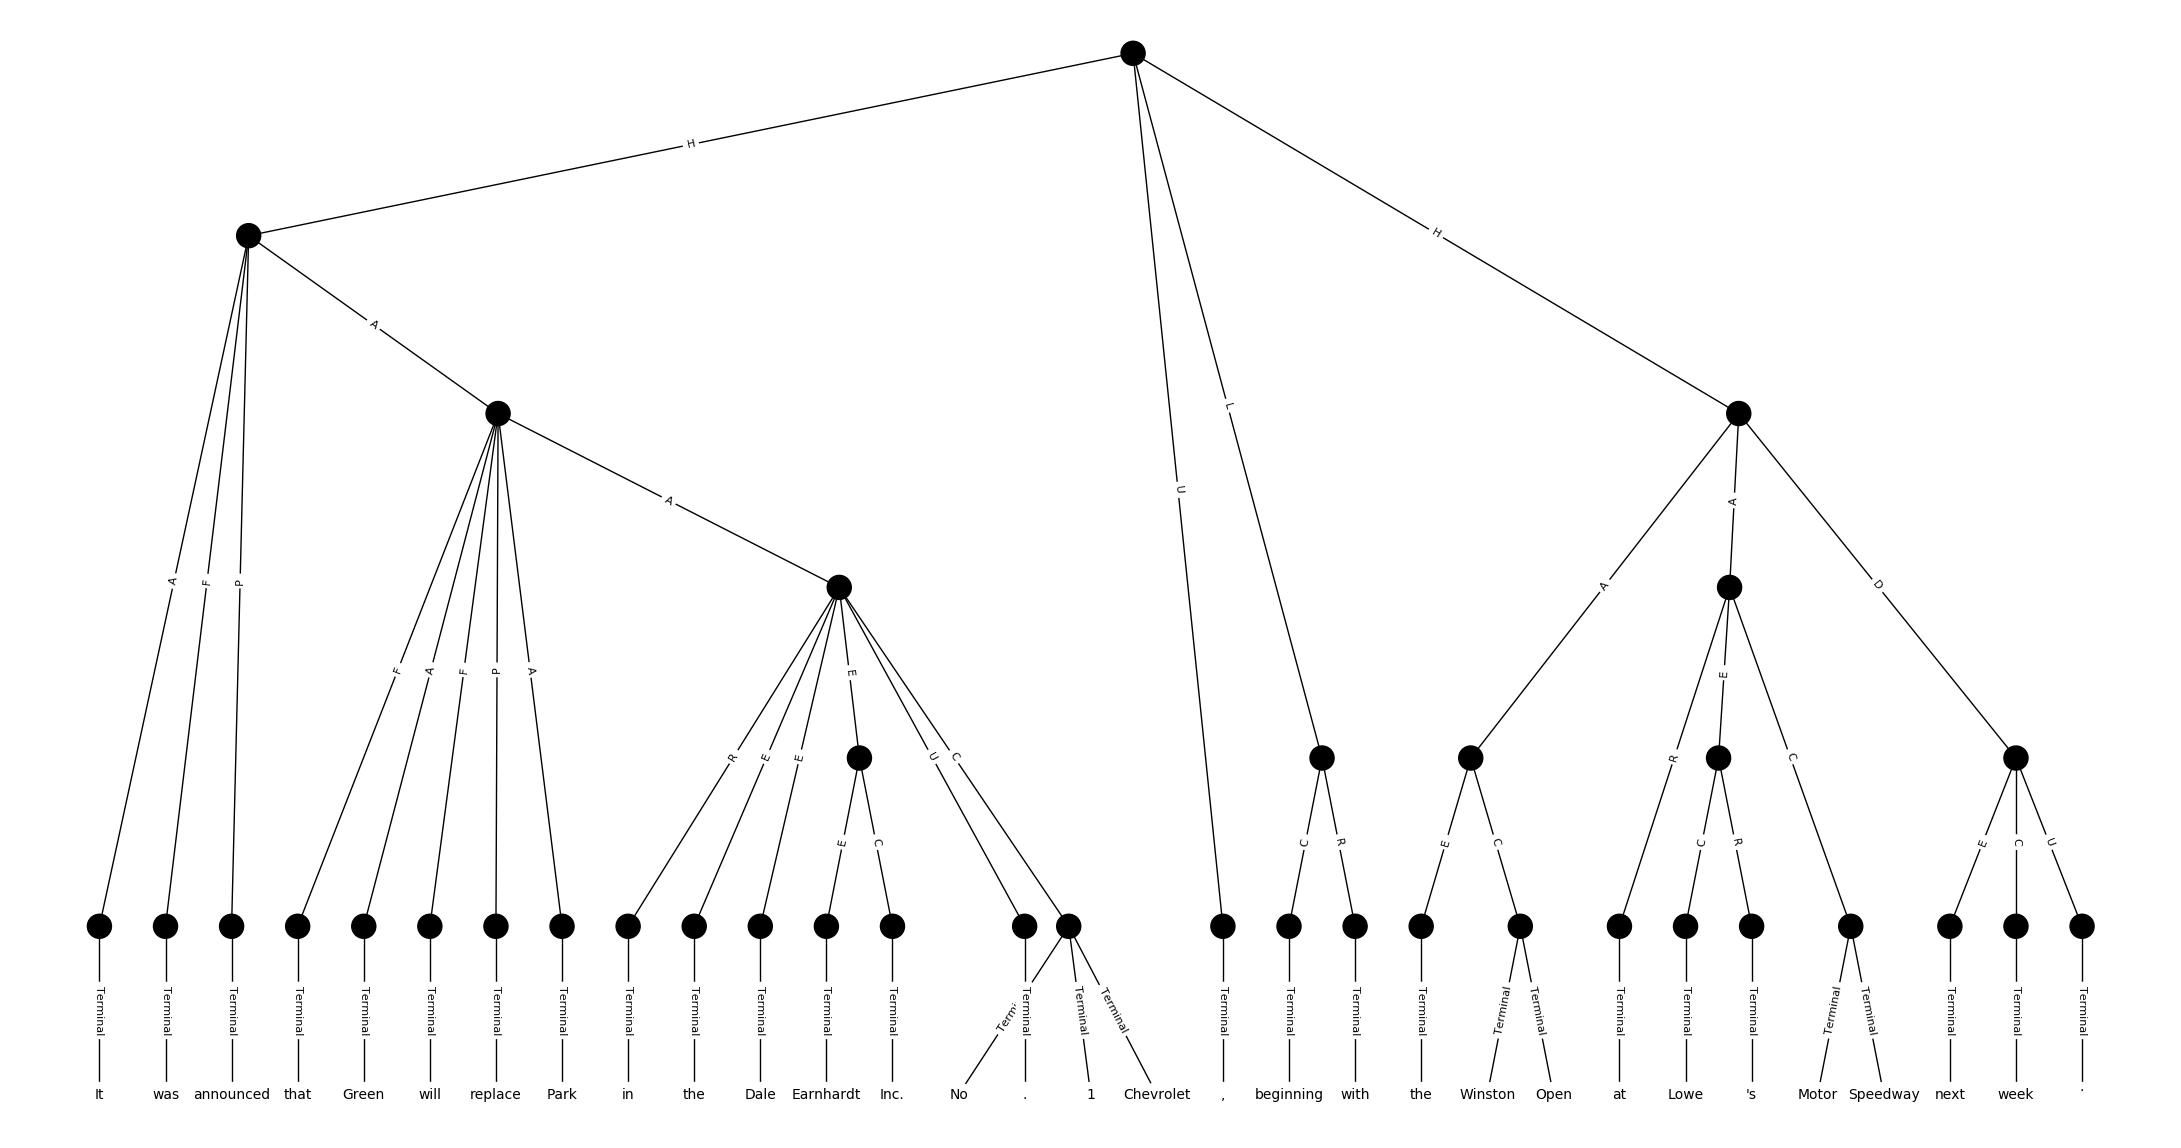 H
H
A
L
U
A
A
D
A
F
P
A
F
A
F
P
A
E
E
R
E
E
U
C
R
C
E
C
C
R
E
C
C
R
E
C
U
Terminal Terminal Terminal Terminal Terminal Terminal Terminal Terminal Terminal Terminal Terminal Terminal Terminal Termi Terminal Terminal Terminal Terminal Terminal Terminal Terminal Terminal Terminal Terminal Terminal Terminal Terminal Terminal Terminal Terminal Terminal
It was announced that Green will replace Park in the Dale Earnhardt Inc. No . 1 Chevrolet , beginning with the Winston Open at Lowe 's Motor Speedway next week .